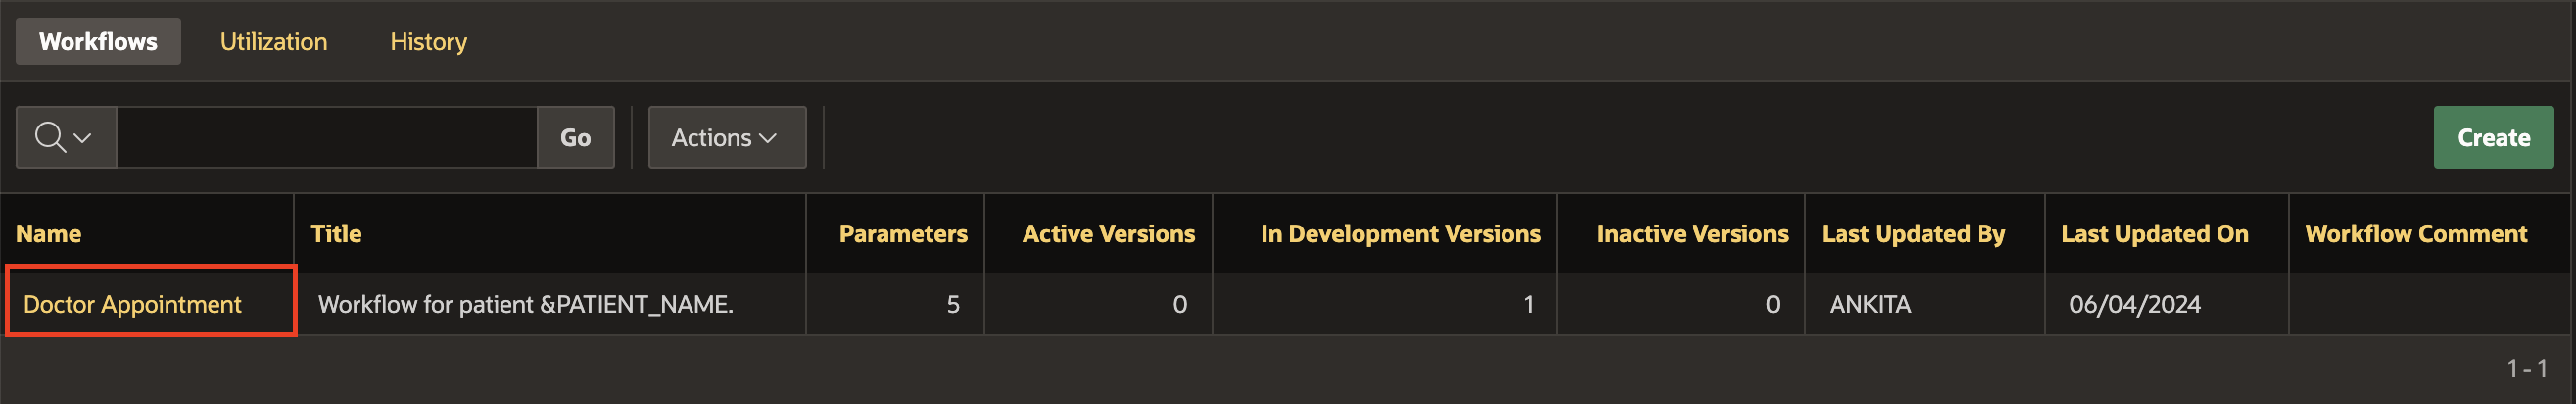 Workflows Utilization History
Go Actions Create
Name Title Parameters Active Versions In Development Versions Inactive Versions Last Updated By Last Updated On Workflow Comment
Doctor Appointment Workflow for patient &PATIENT_NAME. 5 0 1 0 ANKITA 06/04/2024
1 - 1